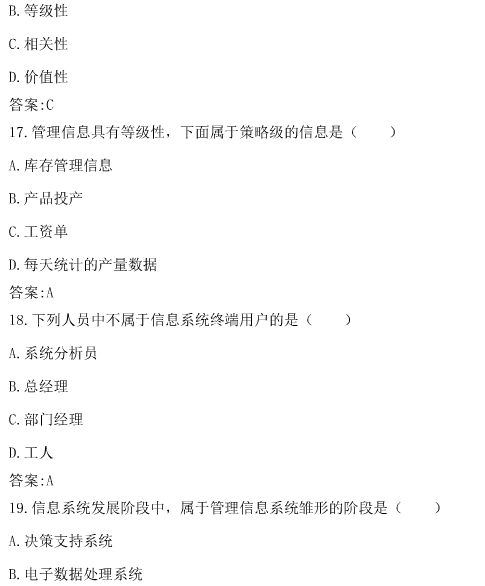 B.等级性
C.相关性
D.价值性
答案:C
17.管理信息具有等级性，下面属于策略级的信息是（　　）
A.库存管理信息
B.产品投产
C.工资单
D.每天统计的产量数据
答案:A
18.下列人员中不属于信息系统终端用户的是（　　）
A.系统分析员
B.总经理
C.部门经理
D.工人
答案:A
19.信息系统发展阶段中，属于管理信息系统雏形的阶段是（　　）
A.决策支持系统
B.电子数据处理系统